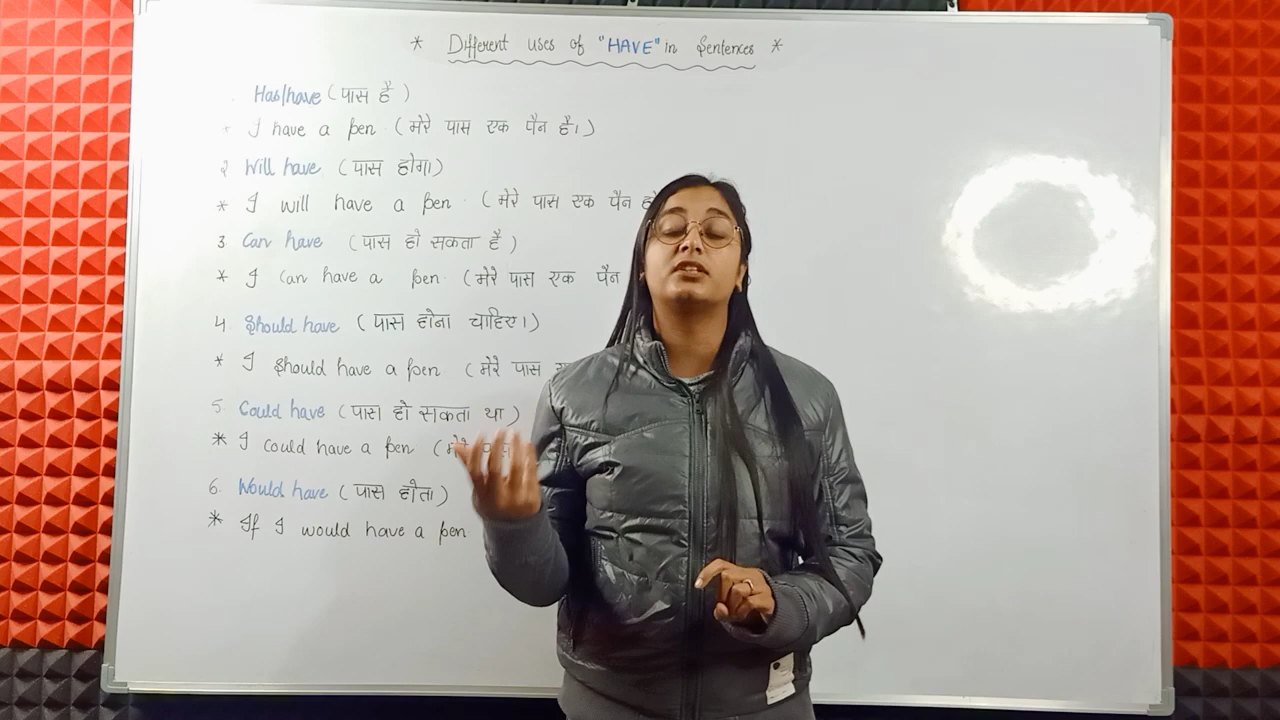 * Different uses of "HAVE" in Sentences *
Has/have (पास है)
* I have a pen. (मेरे पास एक पैन है।)
2 Will have (पास होगा)
* I will have a pen. (मेरे पास एक पैन
3 Can have (पास हो सकता है)
* I can have a pen. (मेरे पास एक पैन
4 Should have (पास होना चाहिए।)
* I should have a pen (मेरे पास
5. Could have (पास हो सकता था)
* I could have a pen (मेरे
6. Would have (पास होता)
* If I would have a pen